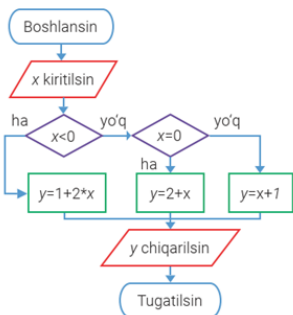 Boshlansin
x kiritilsin
ha
x<0
yo‘q
x=0
yo‘q
ha
y=1+2*x
y=2+x
y=x+1
y chiqarilsin
Tugatilsin